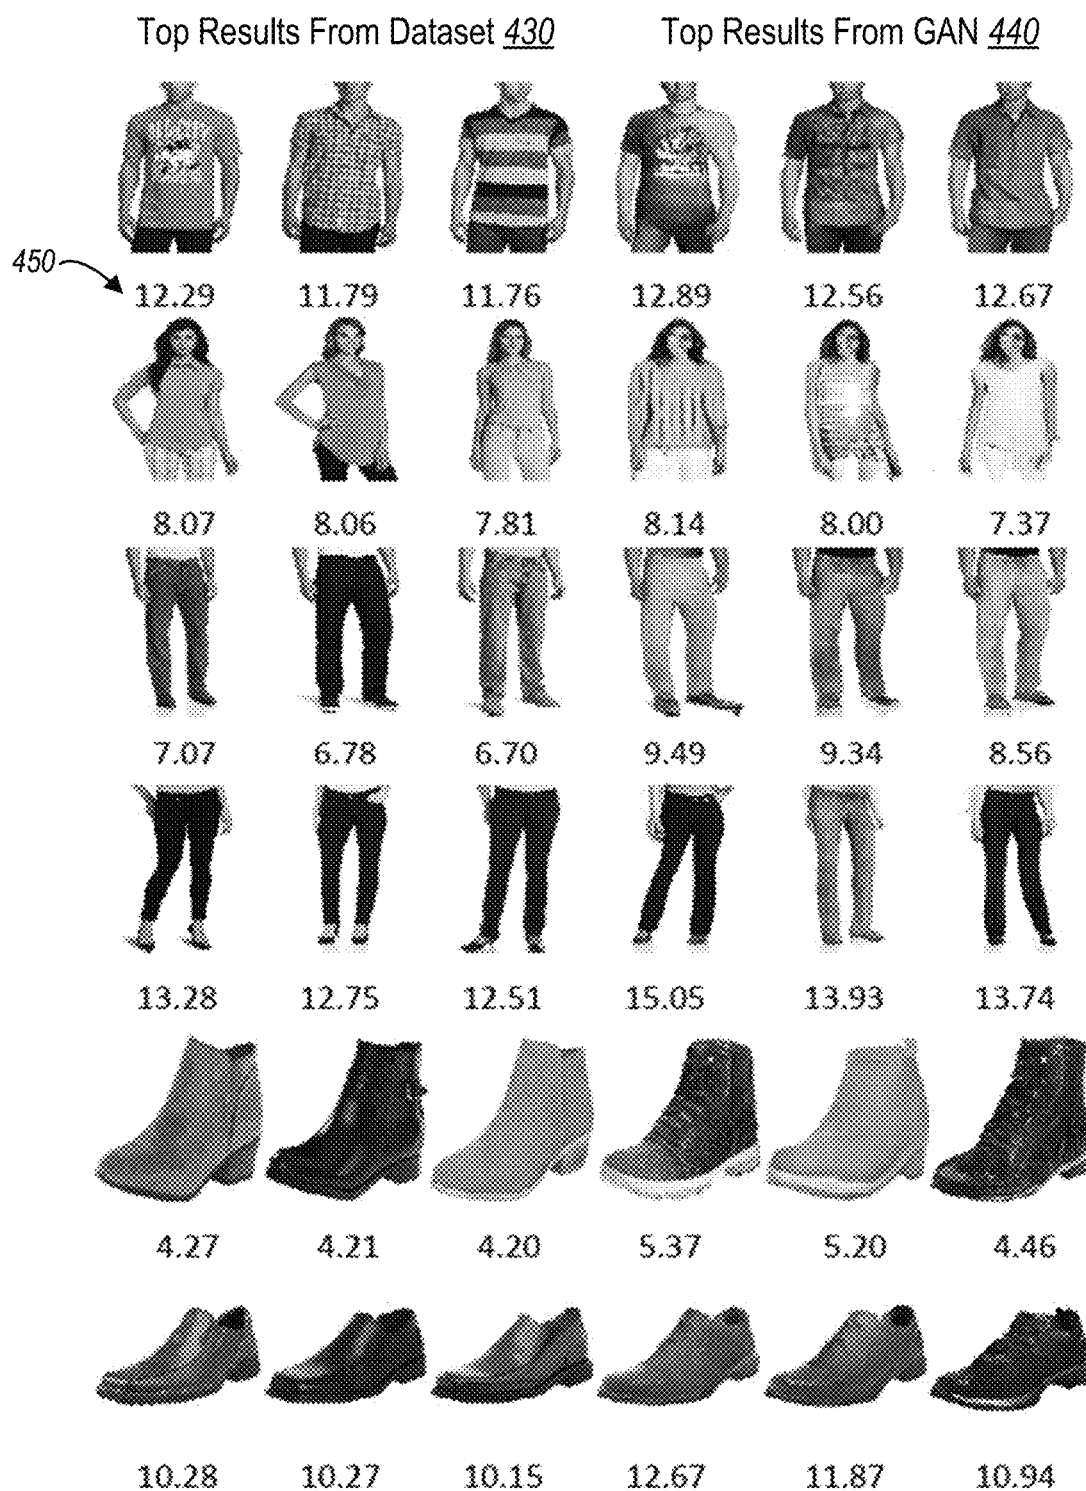 Top Results From Dataset 430 Top Results From GAN 440
450
12.29 11.79 11.76 12.89 12.56 12.67
8.07 8.06 7.81 8.14 8.00 7.37
7.07 6.78 6.70 9.49 9.34 8.56
13.28 12.75 12.51 15.05 13.93 13.74
4.27 4.21 4.20 5.37 5.20 4.46
10.28 10.27 10.15 12.67 11.87 10.94